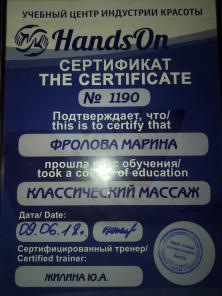 УЧЕБНЫЙ ЦЕНТР ИНДУСТРИИ КРАСОТЫ
HandsOn
СЕРТИФИКАТ
THE CERTIFICATE
№ 1190
Подтверждает, что/
this is to certify that
ФРОЛОВА МАРИНА
прошла курс обучения/
took a course of education
КЛАССИЧЕСКИЙ МАССАЖ
Дата/ Date:
09.06.18г.
Сертифицированный тренер/
Certified trainer:
ЖИЛИНА Ю.А.